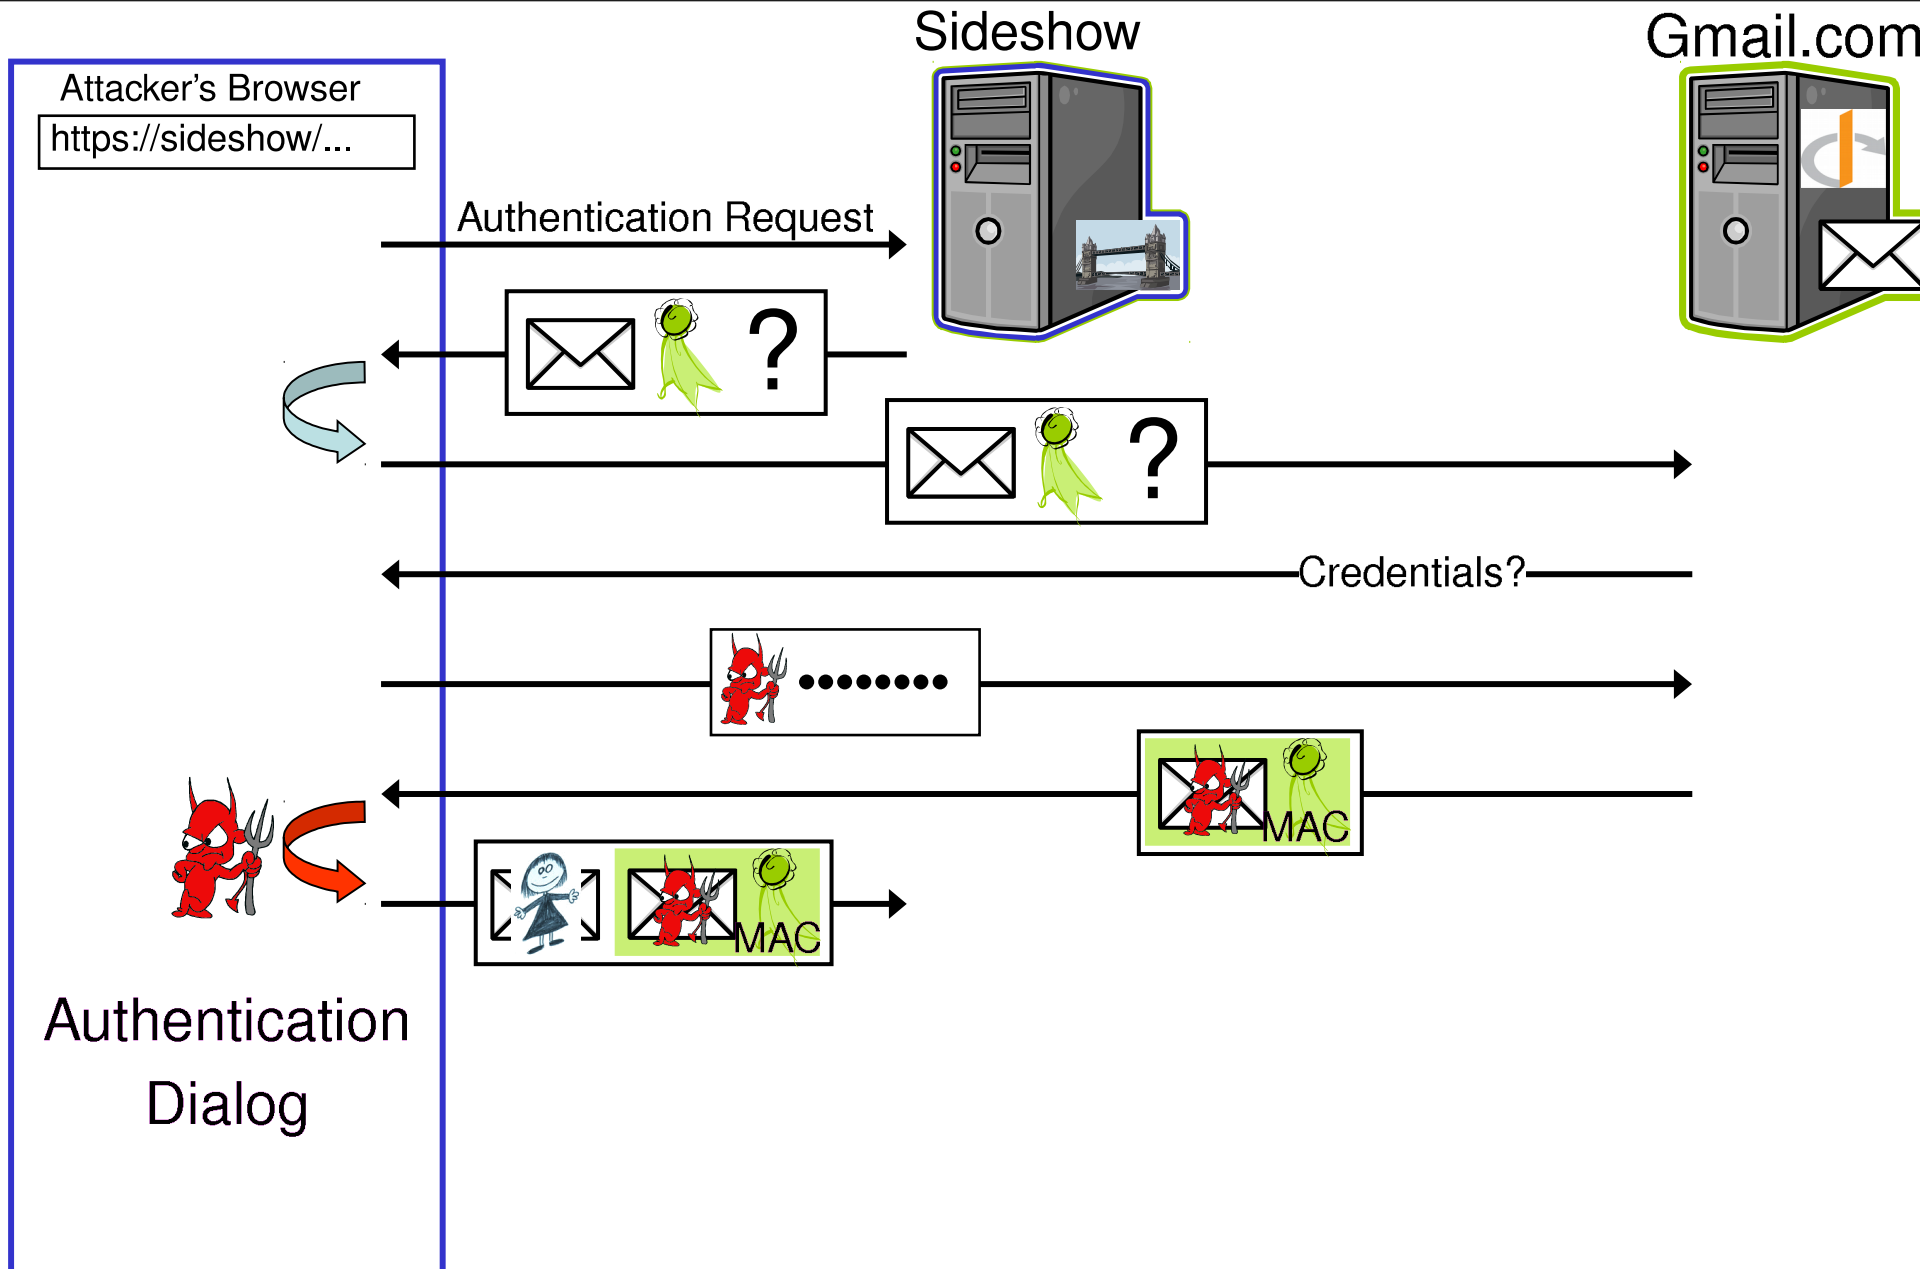 Sideshow
Gmail.com
Attacker's Browser
https://sideshow/...
Authentication Request
?
?
Credentials?
MAC
MAC
Authentication
Dialog